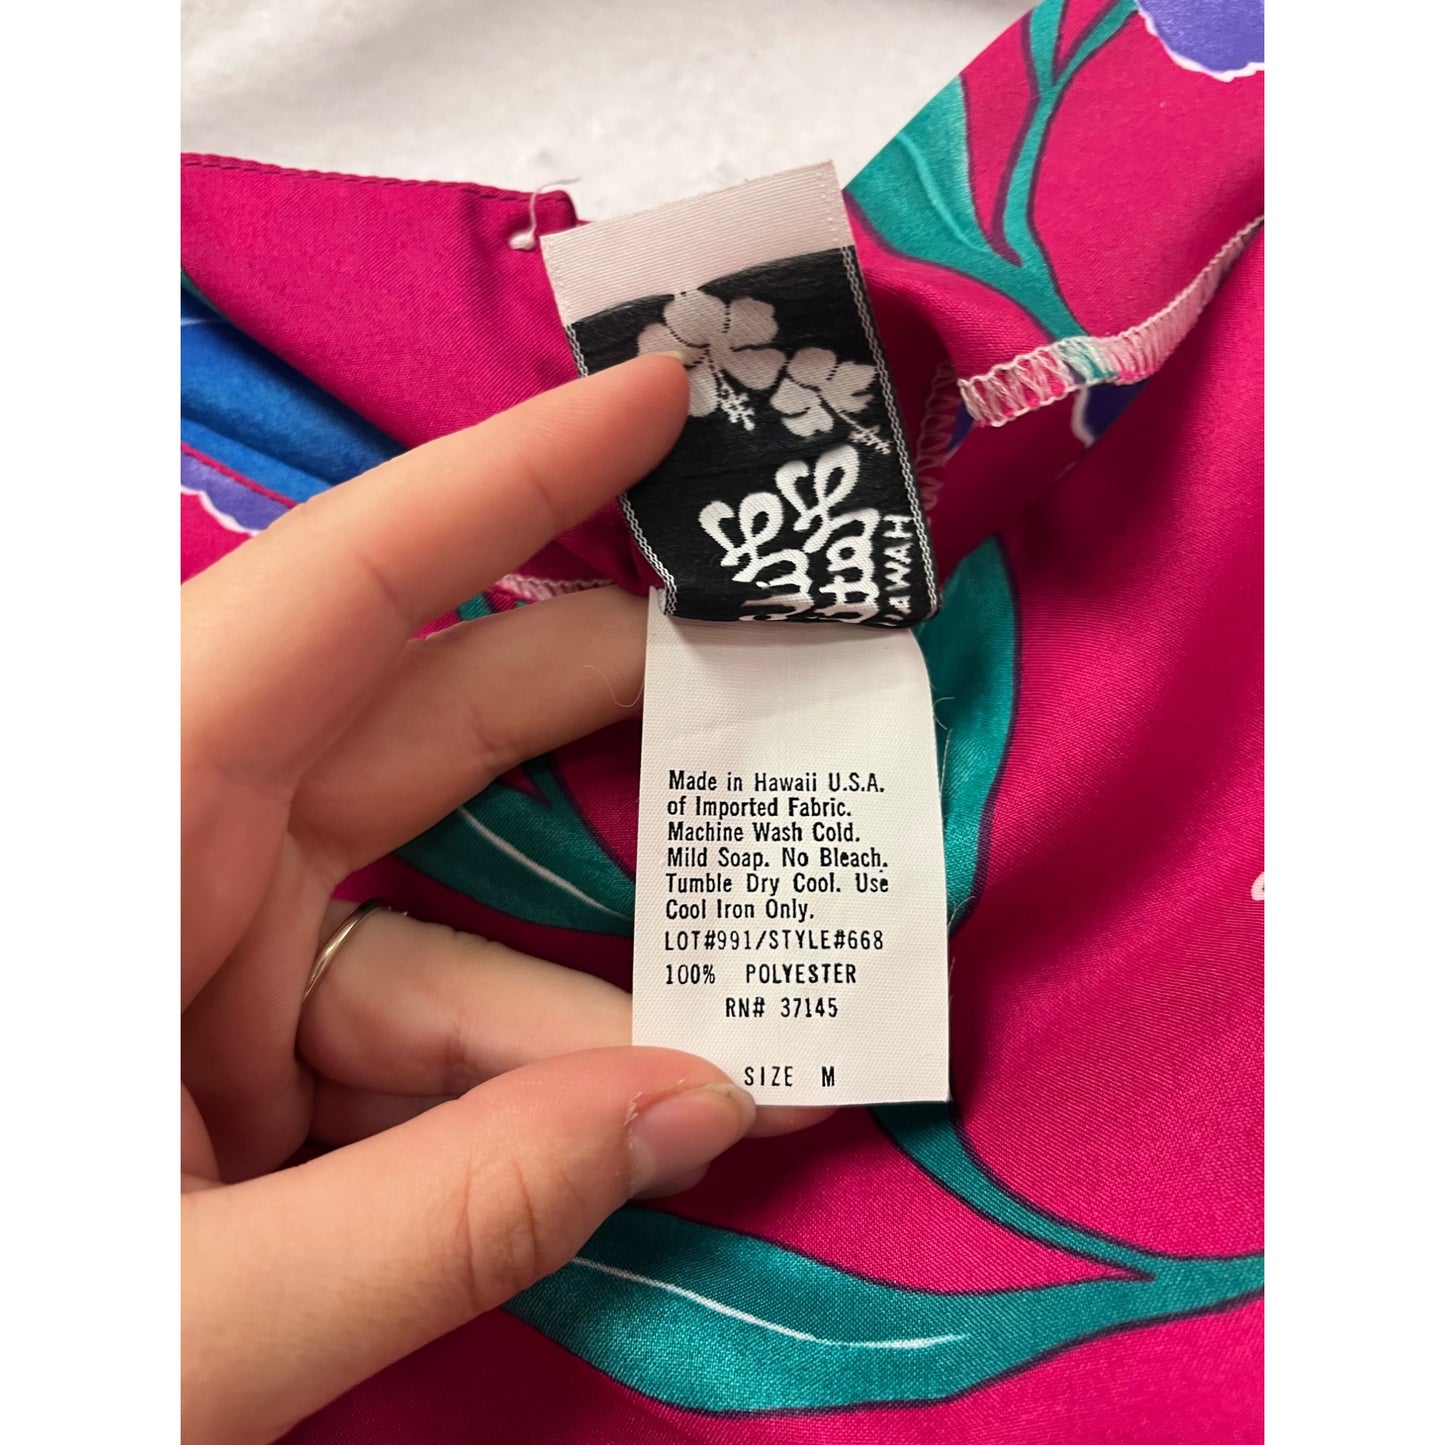 Made in Hawaii U.S.A.
of Imported Fabric.
Machine Wash Cold.
Mild Soap. No Bleach.
Tumble Dry Cool. Use
Cool Iron Only.
LOT#991/STYLE#668
100% POLYESTER
RN# 37145
SIZE M